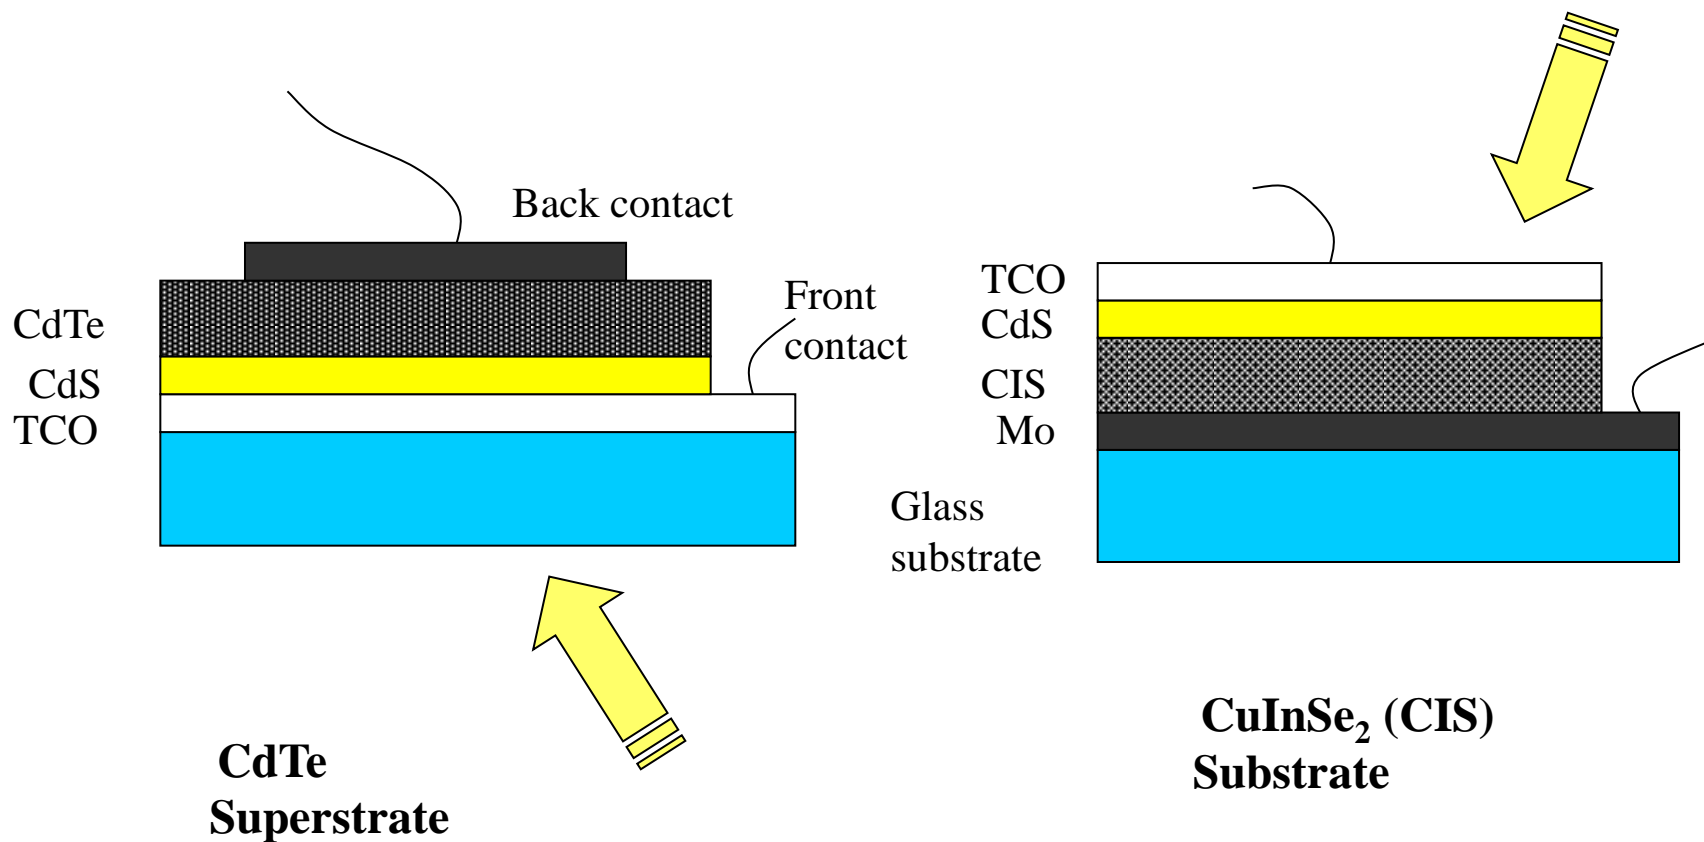 Back contact
Front
contact
CdTe
CdS
TCO
CdTe
Superstrate
TCO
CdS
CIS
Mo
Glass
substrate
CuInSe₂ (CIS)
Substrate